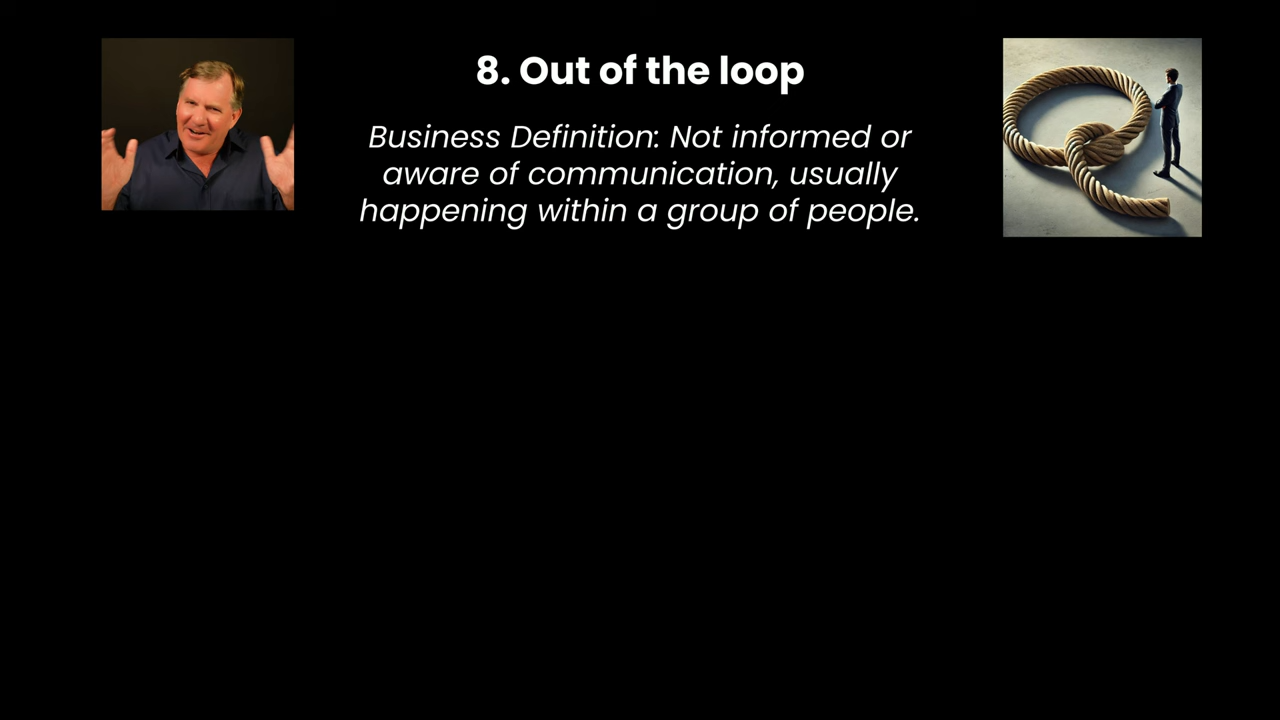 8. Out of the loop
Business Definition: Not informed or
aware of communication, usually
happening within a group of people.